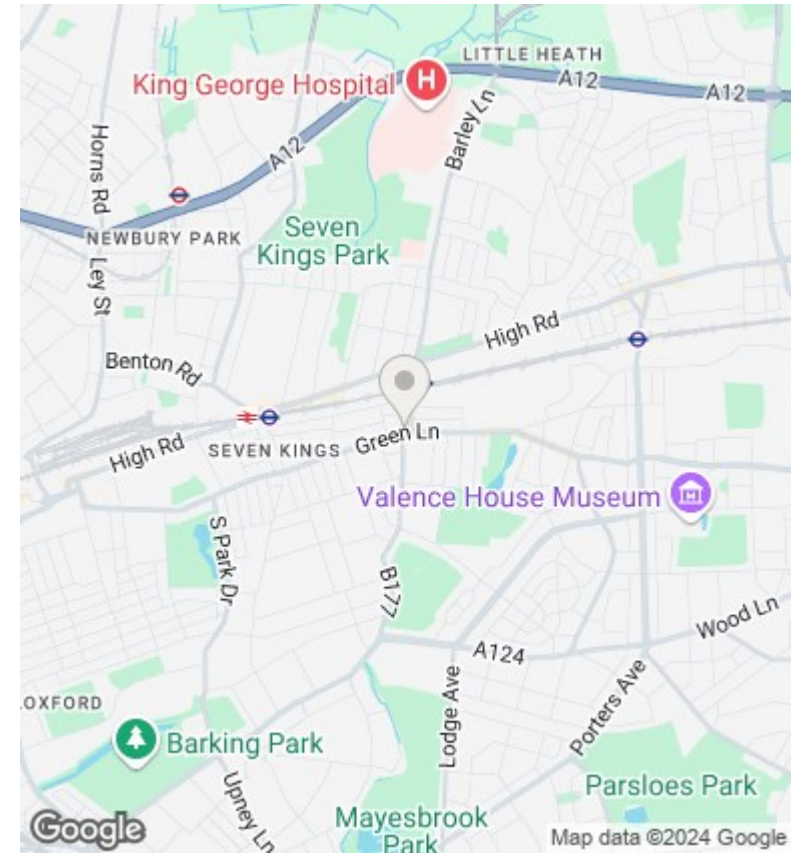 LITTLE HEATH
King George Hospital
H
A12
A12
Barley Ln
Horns Rd
A12
Seven
Kings Park
NEWBURY PARK
Ley St
High Rd
Benton Rd
Green Ln
High Rd
SEVEN KINGS
Valence House Museum
S Park Dr
B177
Wood Ln
A124
Lodge Ave
Porters Ave
LOXFORD
Barking Park
Upney Ln
Parsloes Park
Mayesbrook
Park
Google
Map data ©2024 Google